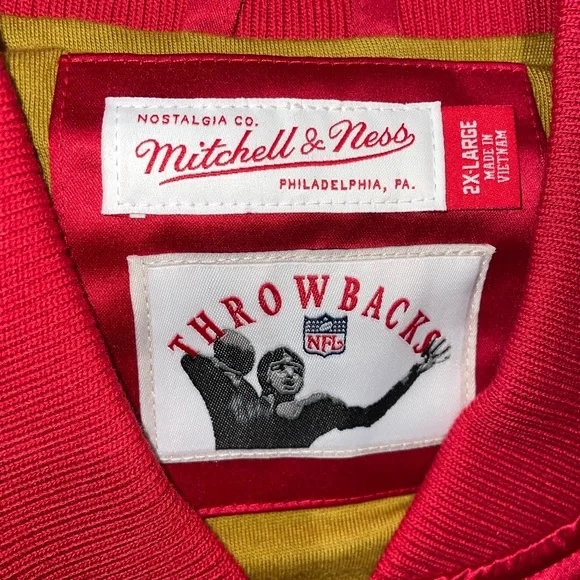 NOSTALGIA CO.
Mitchell & Ness
PHILADELPHIA, PA.
2X-LARGE
MADE IN
VIETNAM
THROWBACKS
NFL